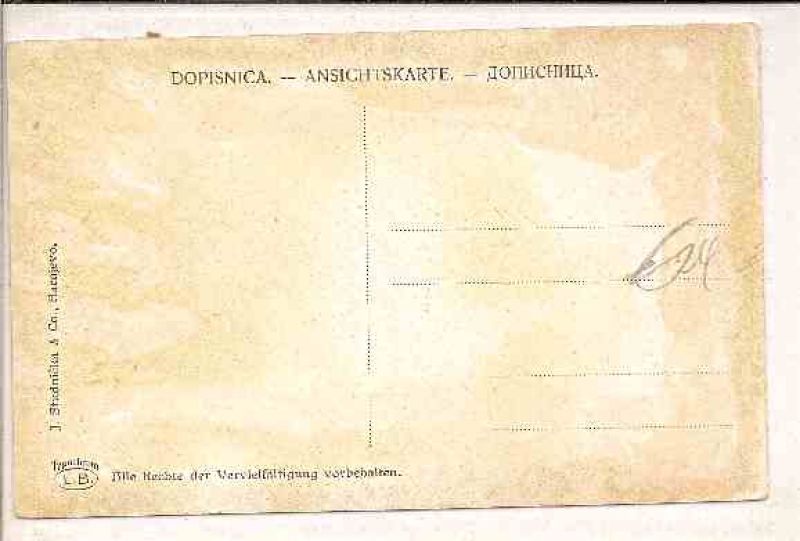 DOPISNICA. — ANSICHTSKARTE. — ДОПИСНИЦА.
J. Studnička & Co., Sarajevo.
L.B.
Alle Rechte der Vervielfältigung vorbehalten.